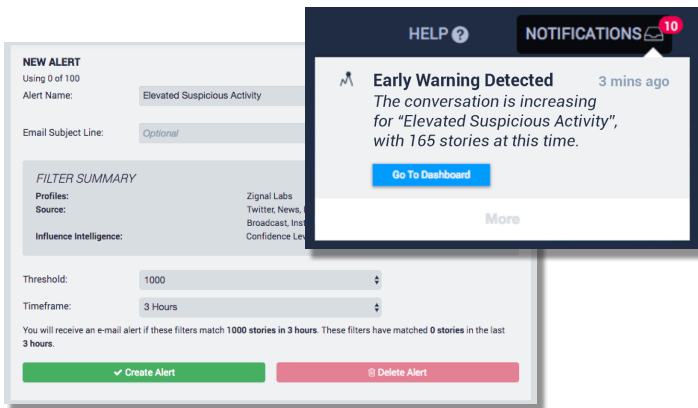 HELP ?
NOTIFICATIONS 10
Early Warning Detected 3 mins ago
The conversation is increasing
for “Elevated Suspicious Activity”,
with 165 stories at this time.
Go To Dashboard
More
NEW ALERT
Using 0 of 100
Alert Name: Elevated Suspicious Activity
Email Subject Line: Optional
FILTER SUMMARY
Profiles: Zignal Labs
Source: Twitter, News,
Broadcast,
Influence Intelligence: Confidence
Threshold: 1000
Timeframe: 3 Hours
You will receive an e-mail alert if these filters match 1000 stories in 3 hours. These filters have matched 0 stories in the last
3 hours.
Create Alert Delete Alert